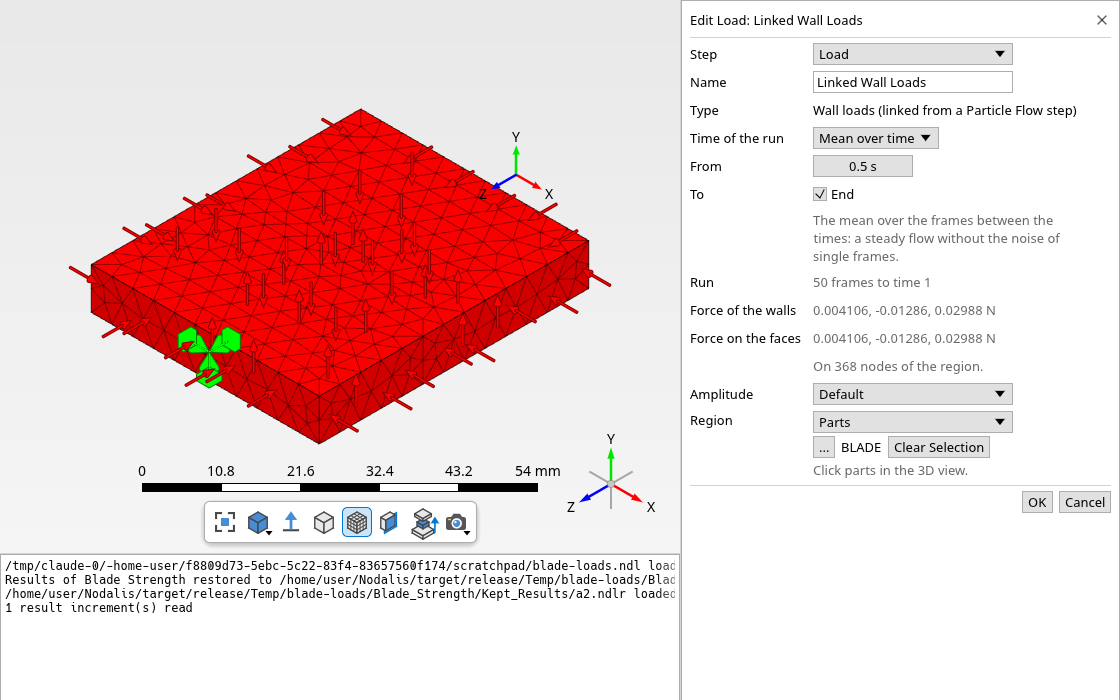 Edit Load: Linked Wall Loads
Step Load
Name Linked Wall Loads
Type Wall loads (linked from a Particle Flow step)
Time of the run Mean over time
From 0.5 s
To End
The mean over the frames between the
times: a steady flow without the noise of
single frames.
Run 50 frames to time 1
Force of the walls 0.004106, -0.01286, 0.02988 N
Force on the faces 0.004106, -0.01286, 0.02988 N
On 368 nodes of the region.
Amplitude Default
Region Parts
... BLADE Clear Selection
Click parts in the 3D view.
OK Cancel
Y
Z X
0 10.8 21.6 32.4 43.2 54 mm
Y
Z X
/tmp/claude-0/-home-user/f8809d73-5ebc-5c22-83f4-83657560f174/scratchpad/blade-loads.ndl load
Results of Blade Strength restored to /home/user/Nodalis/target/release/Temp/blade-loads/Blad
/home/user/Nodalis/target/release/Temp/blade-loads/Blade_Strength/Kept_Results/a2.ndlr loaded
1 result increment(s) read